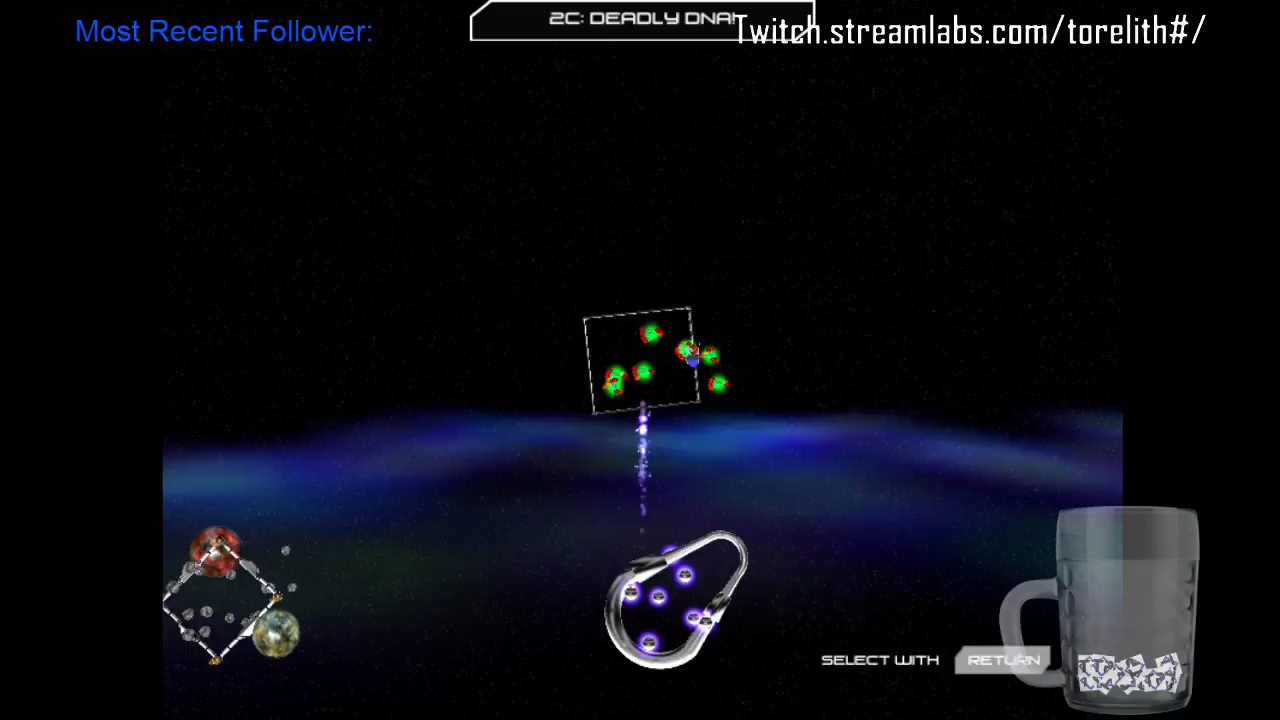 Most Recent Follower:
2C: DEADLY DNA!
Twitch.streamlabs.com/torelith#/
SELECT WITH RETURN